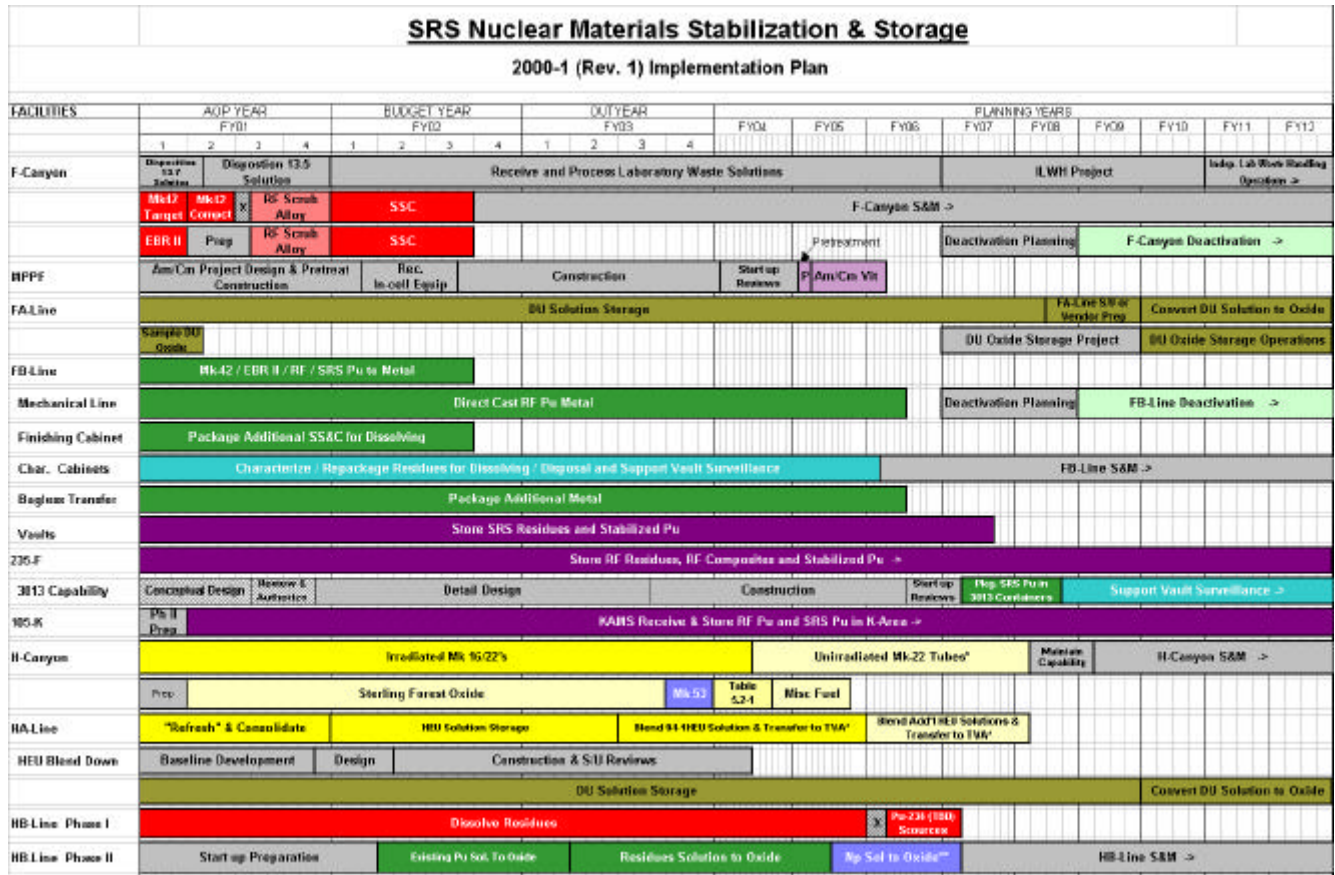 SRS Nuclear Materials Stabilization & Storage
2000-1 (Rev. 1) Implementation Plan
FACILITIES AOP YEAR BUDGET YEAR OUTYEAR PLANNING YEARS
FY01 FY02 FY03 FY04 FY05 FY06 FY07 FY08 FY09 FY10 FY11 FY12
1 2 3 4 1 2 3 4 1 2 3 4
F-Canyon
Disposition 13.7 Solution
Dispostion 13.5 Solution
Receive and Process Laboratory Waste Solutions
ILWH Project
Indep. Lab Waste Handling Operations ->
Mk42 Target
Mk42 Compact
X
RF Scrub Alloy
SSC
F-Canyon S&M ->
EBR II
Prep
RF Scrub Alloy
SSC
Pretreatment
Deactivation Planning
F-Canyon Deactivation ->
MPPF
Am/Cm Project Design & Pretreat Construction
Rec. In-cell Equip
Construction
Start up Reviews
P
Am/Cm Vit
FA-Line
DU Solution Storage
FA-Line S/U or Vendor Prep
Convert DU Solution to Oxide
Sample DU Oxide
DU Oxide Storage Project
DU Oxide Storage Operations
FB-Line
Mk-42 / EBR II / RF / SRS Pu to Metal
Mechanical Line
Direct Cast RF Pu Metal
Deactivation Planning
FB-Line Deactivation ->
Finishing Cabinet
Package Additional SS&C for Dissolving
Char. Cabinets
Characterize / Repackage Residues for Dissolving / Disposal and Support Vault Surveillance
FB-Line S&M ->
Bagless Transfer
Package Additional Metal
Vaults
Store SRS Residues and Stabilized Pu
235-F
Store RF Residues, RF Composites and Stabilized Pu ->
3013 Capability
Conceptual Design
Review & Authorize
Detail Design
Construction
Start up Reviews
Pkg. SRS Pu in 3013 Containers
Support Vault Surveillance ->
105-K
Ph II Prep
KAMS Receive & Store RF Pu and SRS Pu in K-Area ->
H-Canyon
Irradiated Mk 16/22's
Unirradiated Mk-22 Tubes*
Maintain Capability
H-Canyon S&M ->
Prep
Sterling Forest Oxide
Mk 53
Table 5.2-1
Misc Fuel
HA-Line
"Refresh" & Consolidate
HEU Solution Storage
Blend 94-1HEU Solution & Transfer to TVA*
Blend Add'l HEU Solutions & Transfer to TVA*
HEU Blend Down
Baseline Development
Design
Construction & S/U Reviews
DU Solution Storage
Convert DU Solution to Oxide
HB-Line Phase I
Dissolve Residues
X
HB-Line Phase II
Start up Preparation
Existing Pu Sol. To Oxide
Residues Solution to Oxide
Np Sol to Oxide**
HB-Line S&M ->